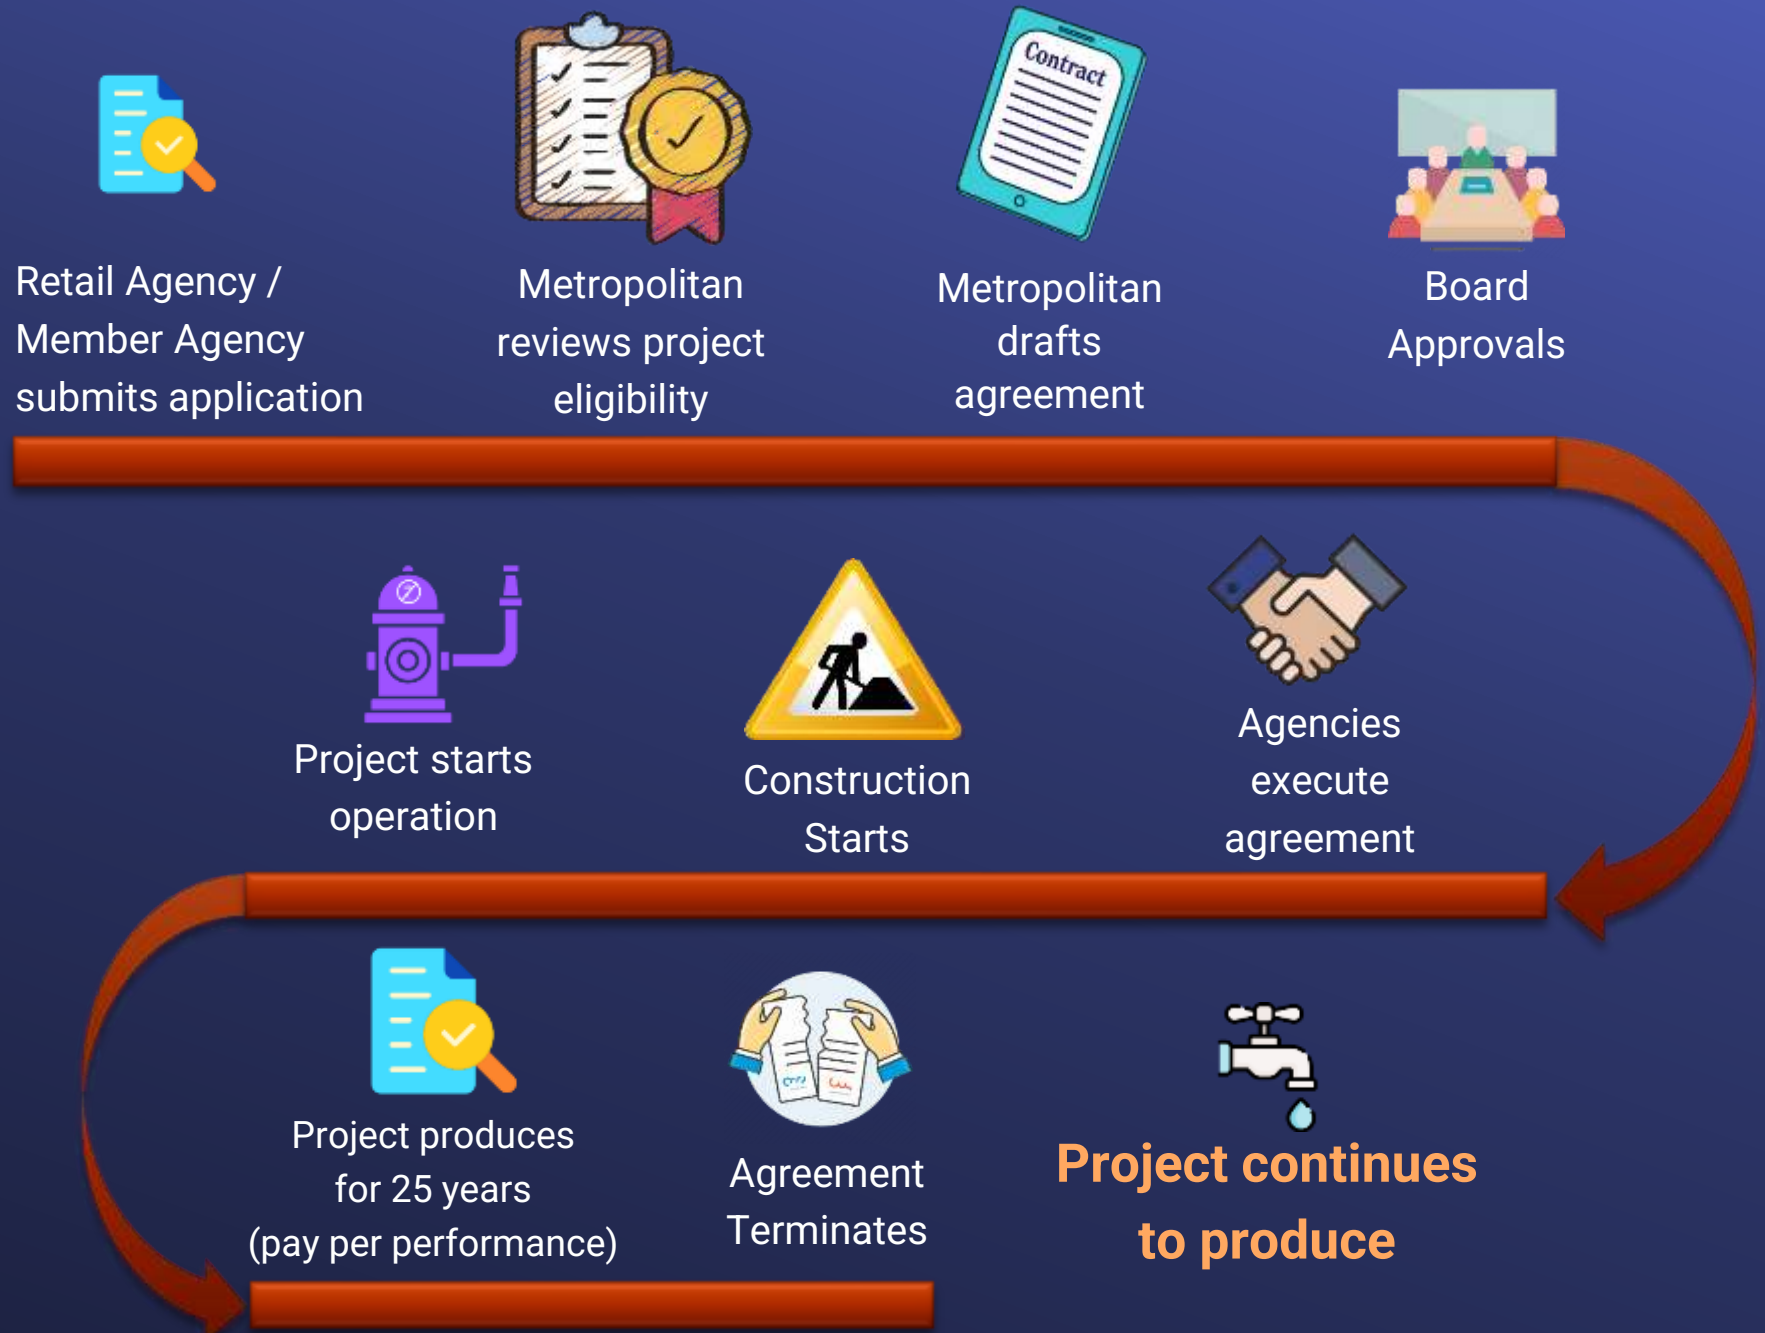 Contract
Retail Agency /
Member Agency
submits application
Metropolitan
reviews project
eligibility
Metropolitan
drafts
agreement
Board
Approvals
Agencies
execute
agreement
Construction
Starts
Project starts
operation
Project produces
for 25 years
(pay per performance)
Agreement
Terminates
Project continues
to produce